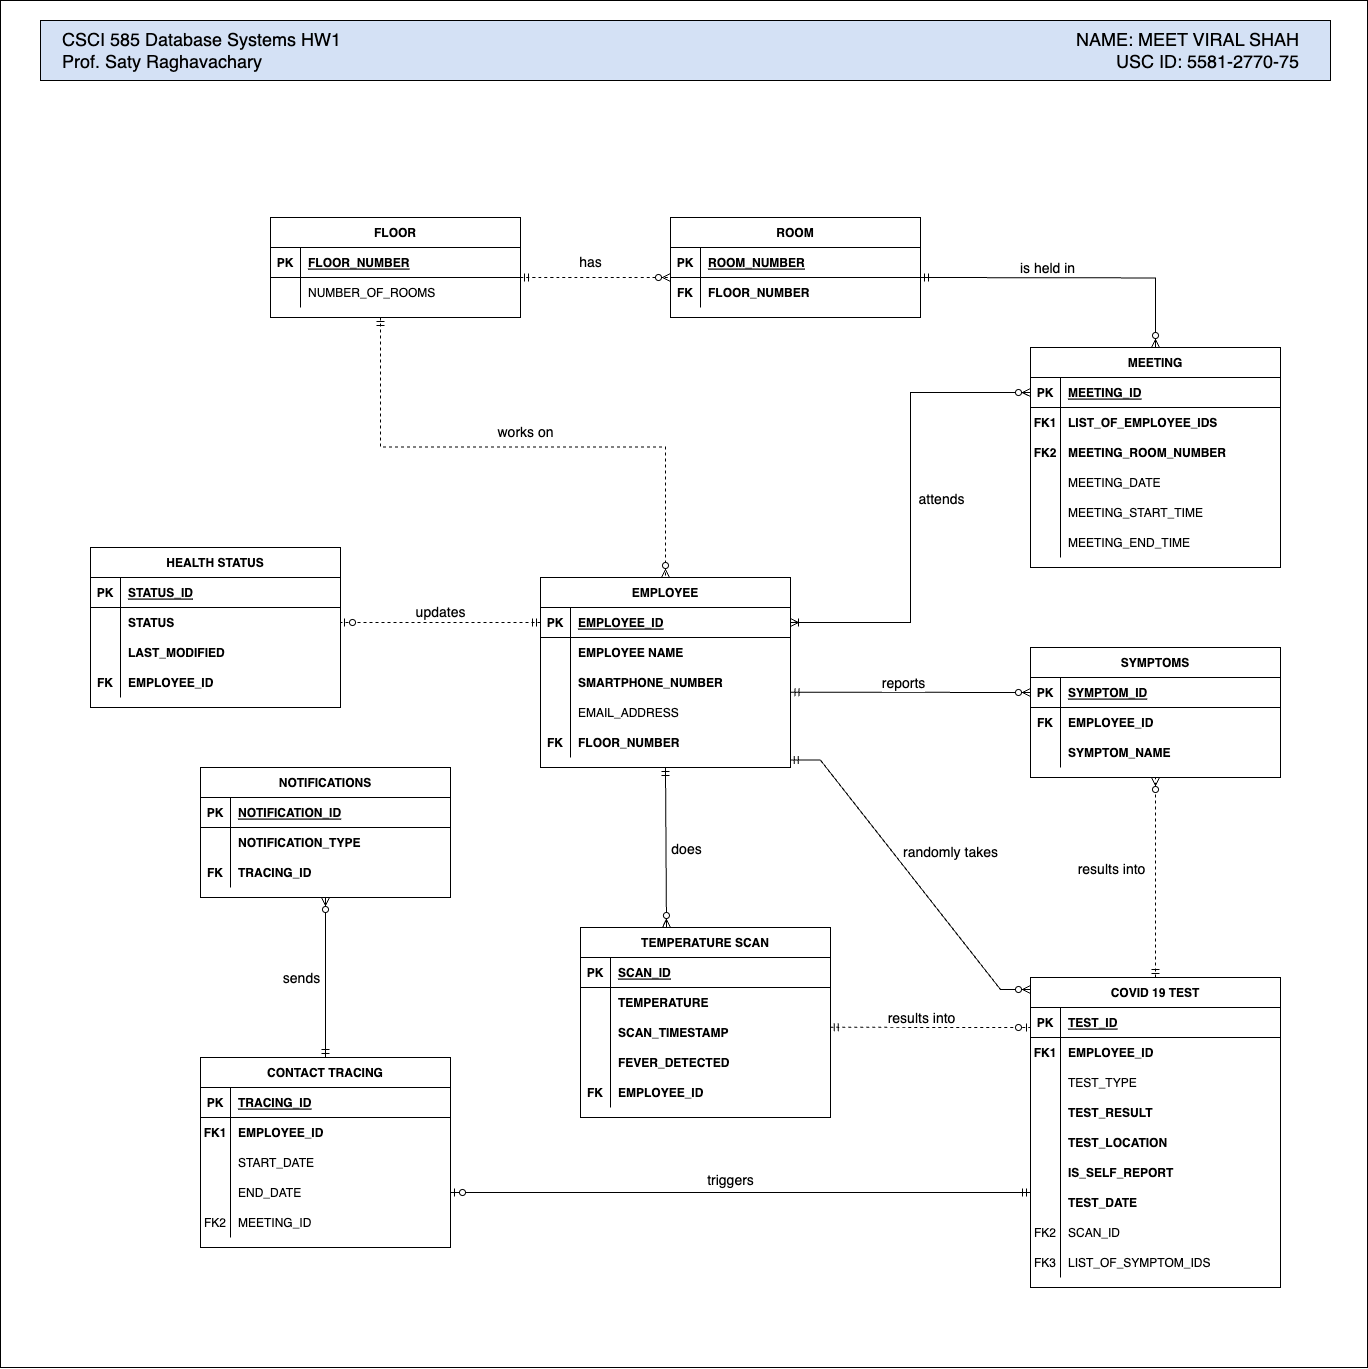 CSCI 585 Database Systems HW1
Prof. Saty Raghavachary
NAME: MEET VIRAL SHAH
USC ID: 5581-2770-75
FLOOR
PK FLOOR_NUMBER
NUMBER_OF_ROOMS
has
ROOM
PK ROOM_NUMBER
FK FLOOR_NUMBER
is held in
MEETING
PK MEETING_ID
FK1 LIST_OF_EMPLOYEE_IDS
FK2 MEETING_ROOM_NUMBER
MEETING_DATE
MEETING_START_TIME
MEETING_END_TIME
works on
attends
HEALTH STATUS
PK STATUS_ID
STATUS
LAST_MODIFIED
FK EMPLOYEE_ID
updates
EMPLOYEE
PK EMPLOYEE_ID
EMPLOYEE NAME
SMARTPHONE_NUMBER
EMAIL_ADDRESS
FK FLOOR_NUMBER
reports
SYMPTOMS
PK SYMPTOM_ID
FK EMPLOYEE_ID
SYMPTOM_NAME
NOTIFICATIONS
PK NOTIFICATION_ID
NOTIFICATION_TYPE
FK TRACING_ID
does
randomly takes
results into
sends
TEMPERATURE SCAN
PK SCAN_ID
TEMPERATURE
SCAN_TIMESTAMP
FEVER_DETECTED
FK EMPLOYEE_ID
results into
COVID 19 TEST
PK TEST_ID
FK1 EMPLOYEE_ID
TEST_TYPE
TEST_RESULT
TEST_LOCATION
IS_SELF_REPORT
TEST_DATE
FK2 SCAN_ID
FK3 LIST_OF_SYMPTOM_IDS
CONTACT TRACING
PK TRACING_ID
FK1 EMPLOYEE_ID
START_DATE
END_DATE
FK2 MEETING_ID
triggers